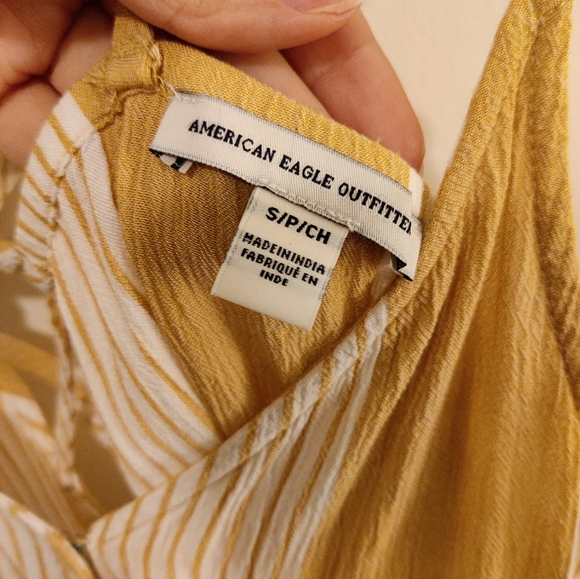 AMERICAN EAGLE OUTFITTER
S/P/CH
MADEININDIA
FABRIQUÉ EN
INDE